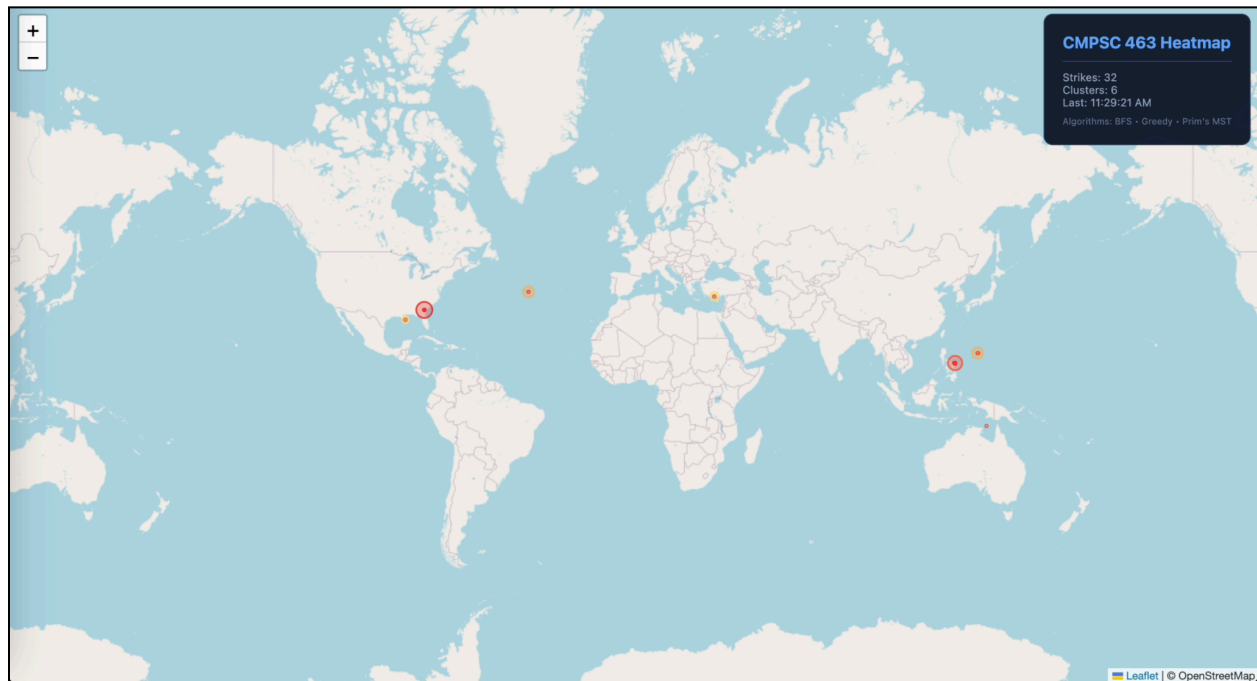 +
−
CMPSC 463 Heatmap
Strikes: 32
Clusters: 6
Last: 11:29:21 AM
Algorithms: BFS • Greedy • Prim's MST
Leaflet | © OpenStreetMap